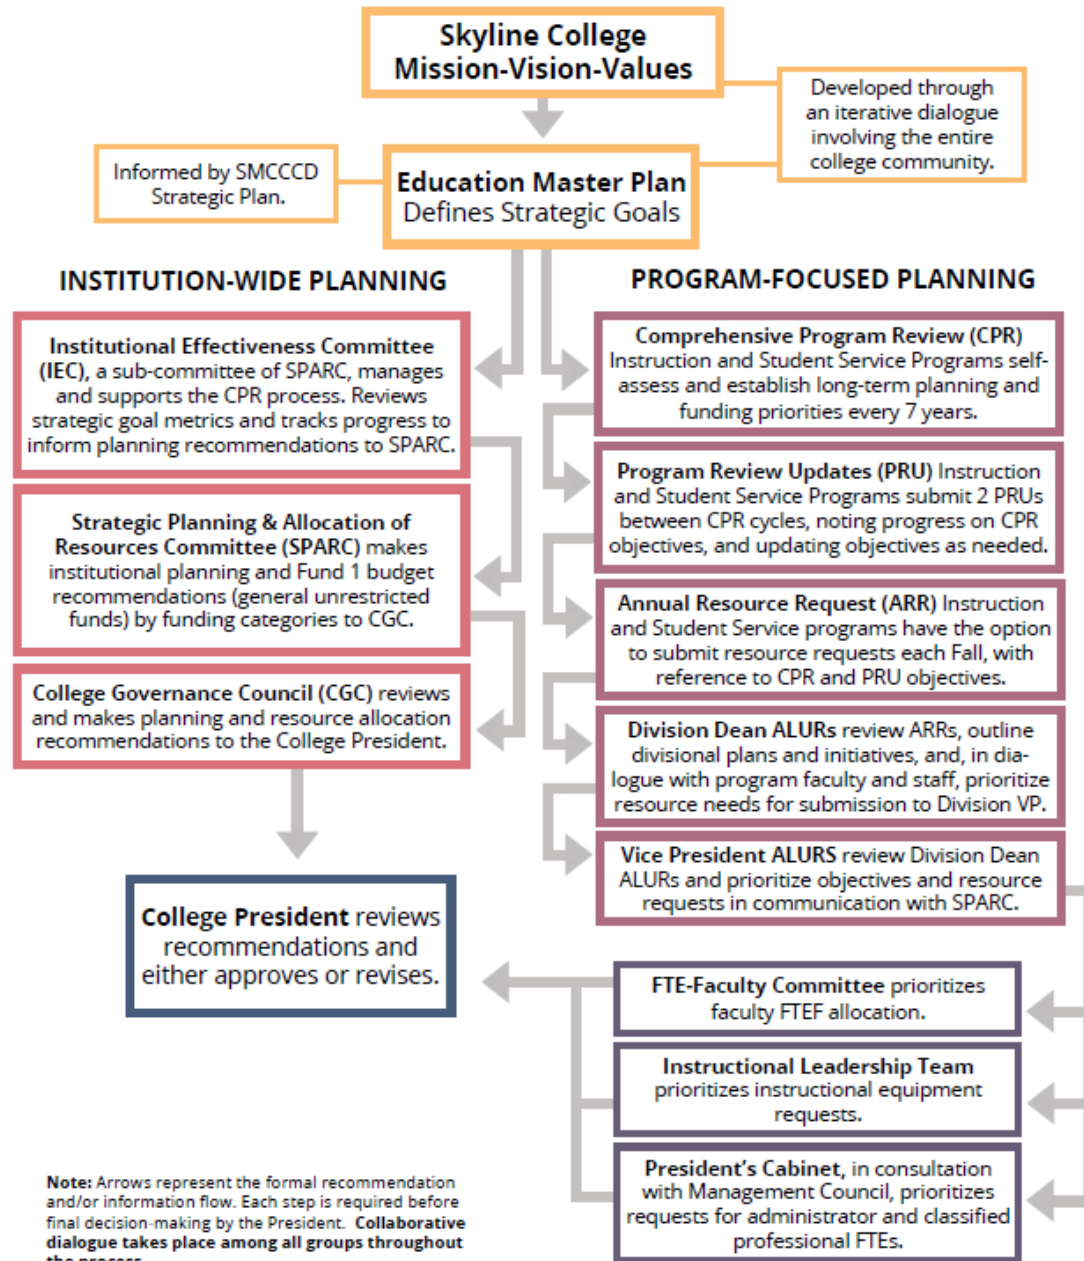 Skyline College
Mission-Vision-Values
Developed through
an iterative dialogue
involving the entire
college community.
Informed by SMCCCD
Strategic Plan.
Education Master Plan
Defines Strategic Goals
INSTITUTION-WIDE PLANNING
Institutional Effectiveness Committee
(IEC), a sub-committee of SPARC, manages
and supports the CPR process. Reviews
strategic goal metrics and tracks progress to
inform planning recommendations to SPARC.
Strategic Planning & Allocation of
Resources Committee (SPARC) makes
institutional planning and Fund 1 budget
recommendations (general unrestricted
funds) by funding categories to CGC.
College Governance Council (CGC) reviews
and makes planning and resource allocation
recommendations to the College President.
College President reviews
recommendations and
either approves or revises.
PROGRAM-FOCUSED PLANNING
Comprehensive Program Review (CPR)
Instruction and Student Service Programs self-
assess and establish long-term planning and
funding priorities every 7 years.
Program Review Updates (PRU) Instruction
and Student Service Programs submit 2 PRUs
between CPR cycles, noting progress on CPR
objectives, and updating objectives as needed.
Annual Resource Request (ARR) Instruction
and Student Service programs have the option
to submit resource requests each Fall, with
reference to CPR and PRU objectives.
Division Dean ALURs review ARRs, outline
divisional plans and initiatives, and, in dia-
logue with program faculty and staff, prioritize
resource needs for submission to Division VP.
Vice President ALURS review Division Dean
ALURs and prioritize objectives and resource
requests in communication with SPARC.
FTE-Faculty Committee prioritizes
faculty FTEF allocation.
Instructional Leadership Team
prioritizes instructional equipment
requests.
President's Cabinet, in consultation
with Management Council, prioritizes
requests for administrator and classified
professional FTEs.
Note: Arrows represent the formal recommendation
and/or information flow. Each step is required before
final decision-making by the President. Collaborative
dialogue takes place among all groups throughout
the process